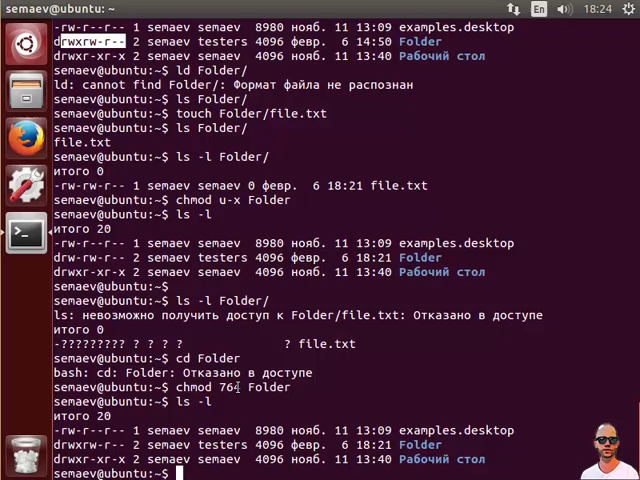 semaev@ubuntu: ~
En
18:24
-rw-r--r-- 1 semaev semaev  8980 нояб. 11 13:09 examples.desktop
drwxrw-r-- 2 semaev testers 4096 февр.  6 14:50 Folder
drwxr-xr-x 2 semaev semaev  4096 нояб. 11 13:40 Рабочий стол
semaev@ubuntu:~$ ld Folder/
ld: cannot find Folder/: Формат файла не распознан
semaev@ubuntu:~$ ls Folder/
semaev@ubuntu:~$ touch Folder/file.txt
semaev@ubuntu:~$ ls Folder/
file.txt
semaev@ubuntu:~$ ls -l Folder/
итого 0
-rw-rw-r-- 1 semaev semaev 0 февр.  6 18:21 file.txt
semaev@ubuntu:~$ chmod u-x Folder
semaev@ubuntu:~$ ls -l
итого 20
-rw-r--r-- 1 semaev semaev  8980 нояб. 11 13:09 examples.desktop
drw-rw-r-- 2 semaev testers 4096 февр.  6 18:21 Folder
drwxr-xr-x 2 semaev semaev  4096 нояб. 11 13:40 Рабочий стол
semaev@ubuntu:~$
semaev@ubuntu:~$ ls -l Folder/
ls: невозможно получить доступ к Folder/file.txt: Отказано в доступе
итого 0
-????????? ? ? ? ?            ? file.txt
semaev@ubuntu:~$ cd Folder
bash: cd: Folder: Отказано в доступе
semaev@ubuntu:~$ chmod 764 Folder
semaev@ubuntu:~$ ls -l
итого 20
-rw-r--r-- 1 semaev semaev  8980 нояб. 11 13:09 examples.desktop
drwxrw-r-- 2 semaev testers 4096 февр.  6 18:21 Folder
drwxr-xr-x 2 semaev semaev  4096 нояб. 11 13:40 Рабочий стол
semaev@ubuntu:~$